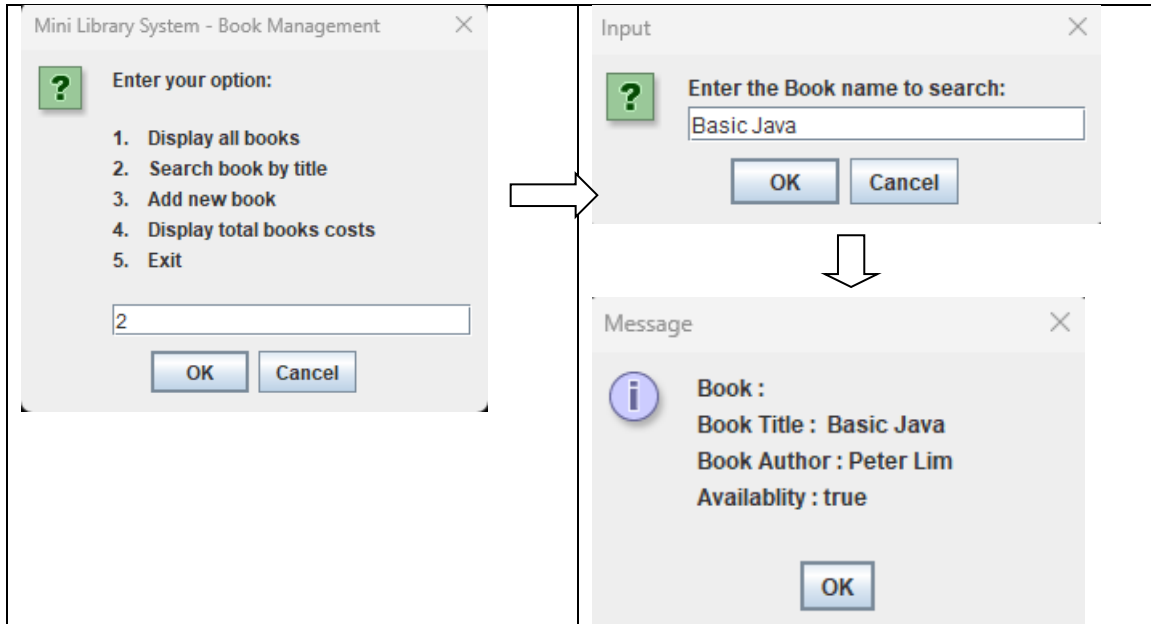 Mini Library System - Book Management
Enter your option:
1. Display all books
2. Search book by title
3. Add new book
4. Display total books costs
5. Exit
2
OK Cancel
Input
Enter the Book name to search:
Basic Java
OK Cancel
Message
Book :
Book Title : Basic Java
Book Author : Peter Lim
Availablity : true
OK